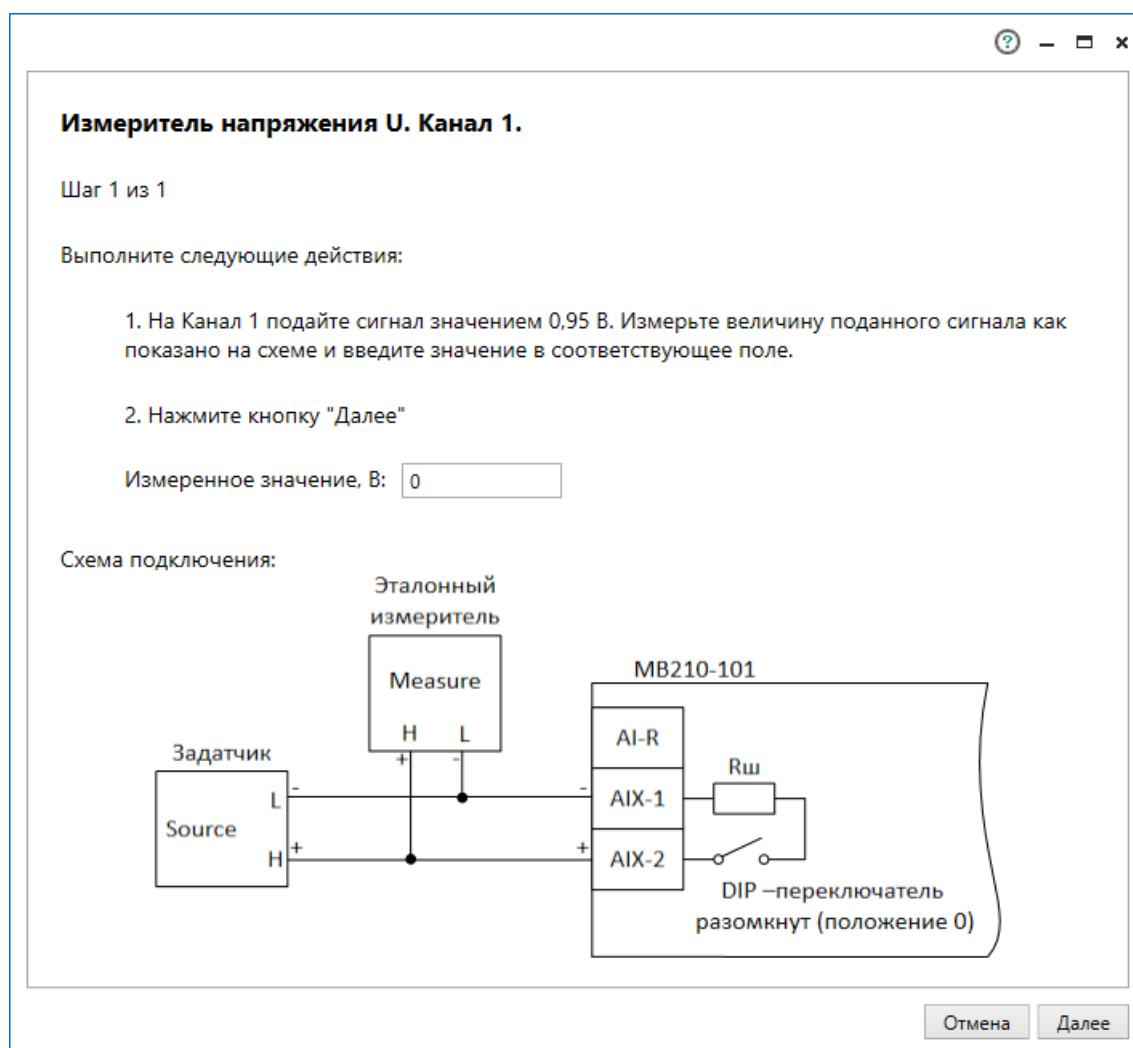 Измеритель напряжения U. Канал 1.
Шаг 1 из 1
Выполните следующие действия:
1. На Канал 1 подайте сигнал значением 0,95 В. Измерьте величину поданного сигнала как
показано на схеме и введите значение в соответствующее поле.
2. Нажмите кнопку "Далее"
Измеренное значение, В: 0
Схема подключения:
Эталонный
измеритель
Measure
H L
+ -
МВ210-101
AI-R
Задатчик
Source
L -
H +
- AIX-1
+ AIX-2
Rш
DIP –переключатель
разомкнут (положение 0)
Отмена Далее